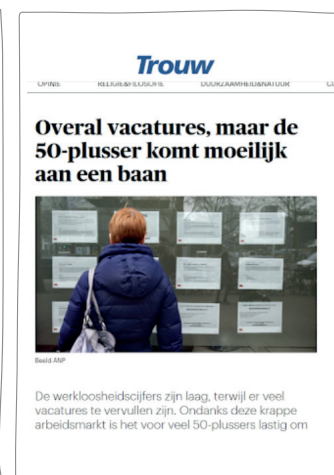 Trouw
OPINIE RELIGIE&FILOSOFIE DUURZAAMHEID&NATUUR
Overal vacatures, maar de
50-plusser komt moeilijk
aan een baan
Beeld ANP
De werkloosheidscijfers zijn laag, terwijl er veel
vacatures te vervullen zijn. Ondanks deze krappe
arbeidsmarkt is het voor veel 50-plussers lastig om